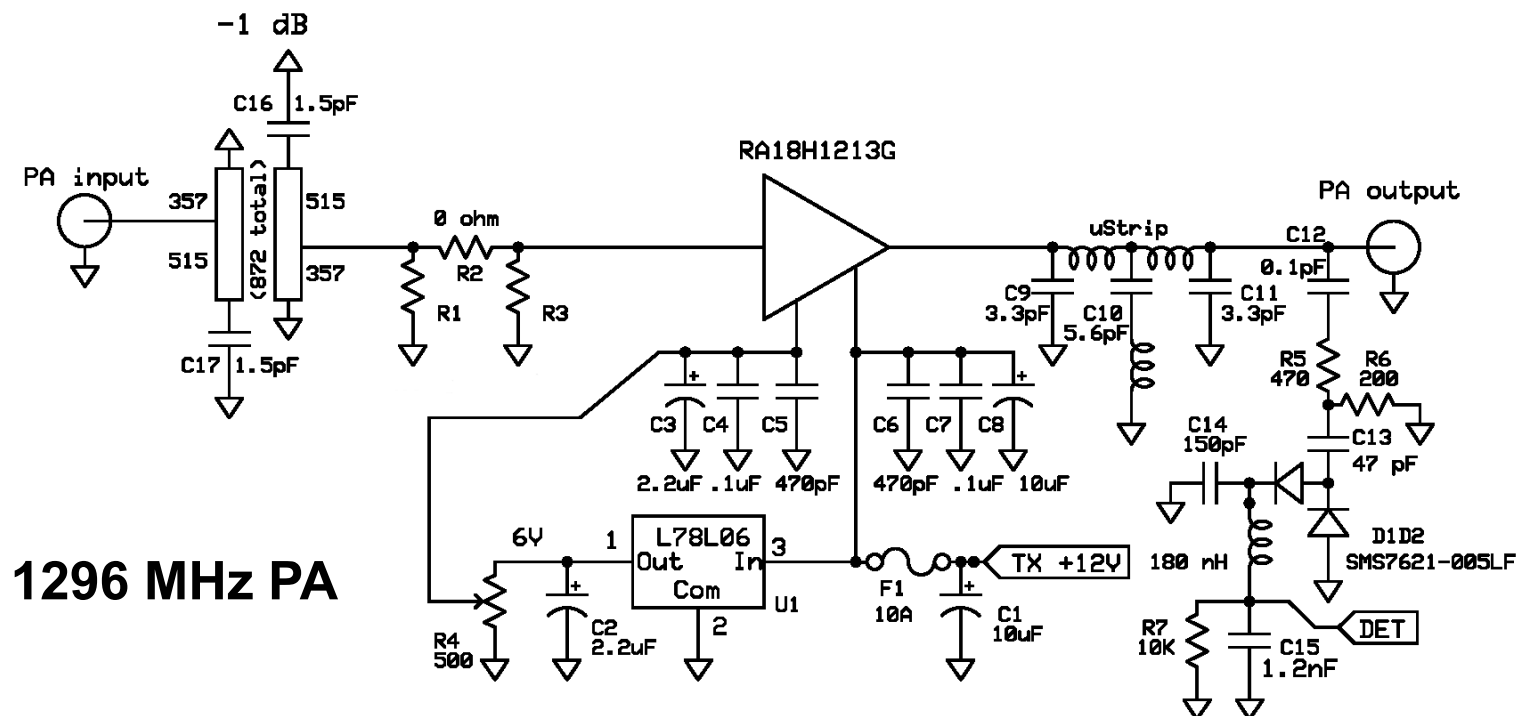 -1 dB
C16 1.5pF
PA input
357
515
(872 total)
515
357
C17 1.5pF
0 ohm
R2
R1
R3
RA18H1213G
uStrip
PA output
C12
0.1pF
C9
3.3pF
C10
5.6pF
C11
3.3pF
R5
470
R6
200
C3
C4
C5
2.2uF
.1uF
470pF
C6
C7
C8
470pF
.1uF
10uF
C14
150pF
C13
47 pF
6V
1
L78L06
Out
In
Com
3
2
U1
F1
10A
TX +12V
C1
10uF
180 nH
D1D2
SMS7621-005LF
1296 MHz PA
R4
500
C2
2.2uF
R7
10K
C15
1.2nF
DET
+
+
+
+
+